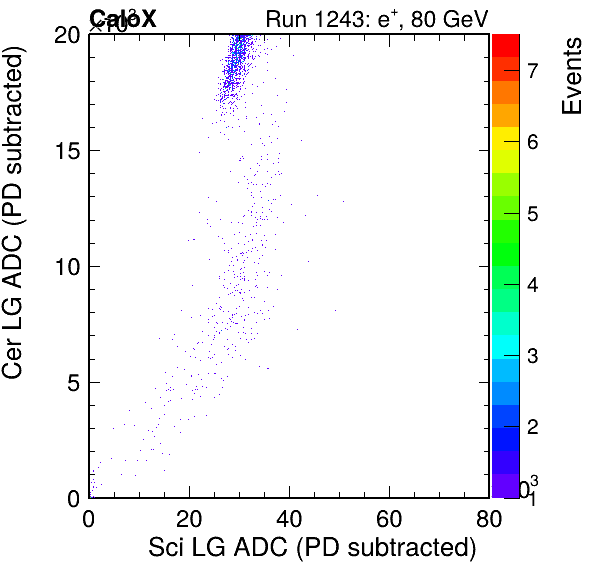 CaloX
×10³
Run 1243: e⁺, 80 GeV
Cer LG ADC (PD subtracted)
20
15
10
5
0
0 20 40 60 80
Sci LG ADC (PD subtracted)
Events
7
6
5
4
3
2
1